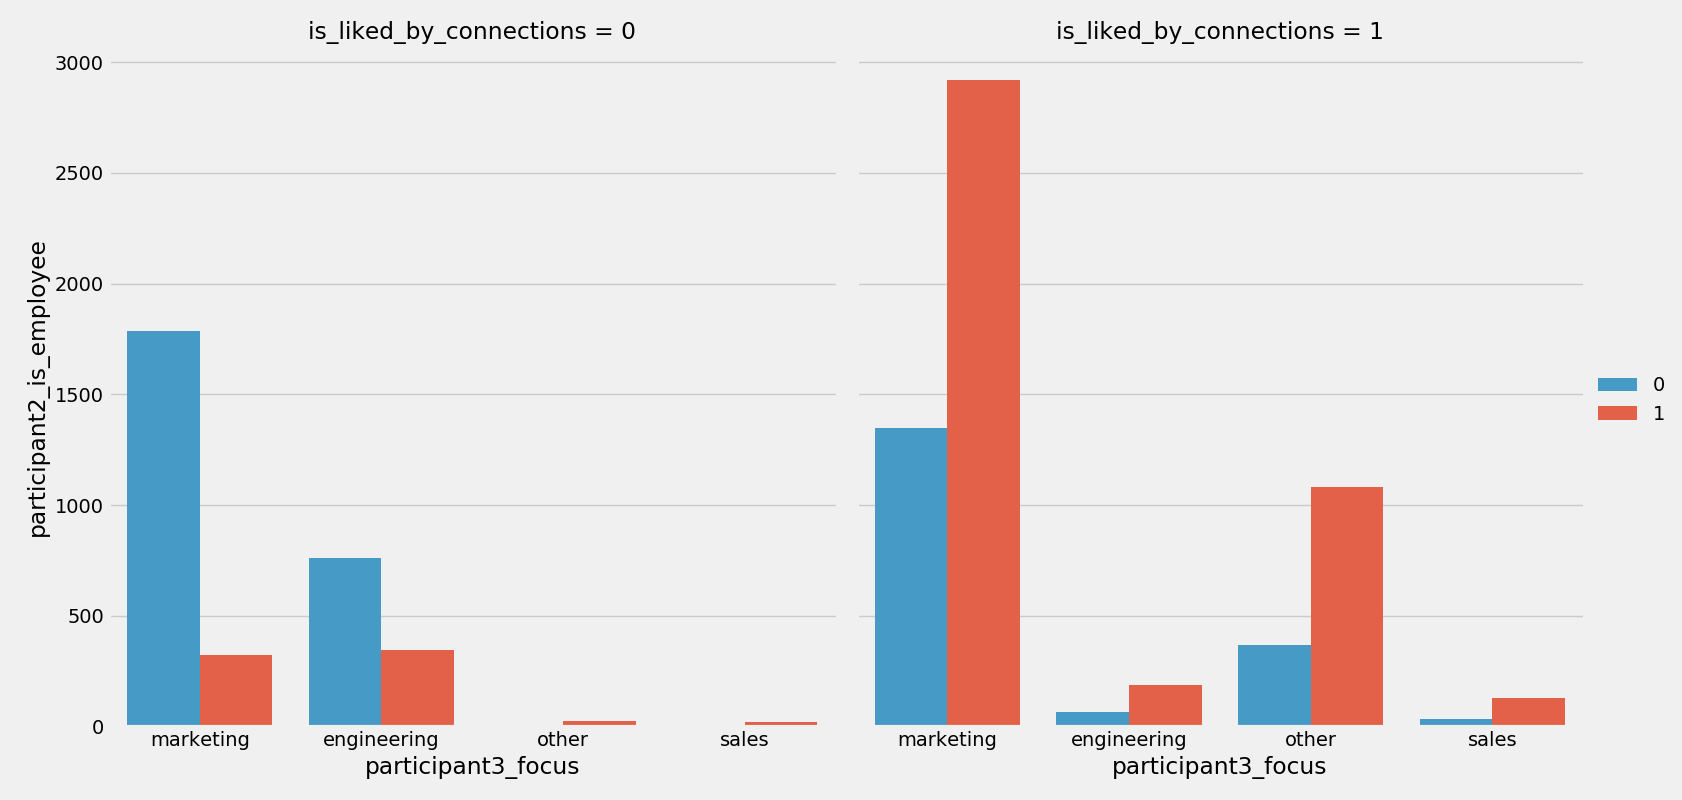 is_liked_by_connections = 0
is_liked_by_connections = 1
participant2_is_employee
3000
2500
2000
1500
1000
500
0
marketing
engineering
other
sales
marketing
engineering
other
sales
participant3_focus
participant3_focus
0
1